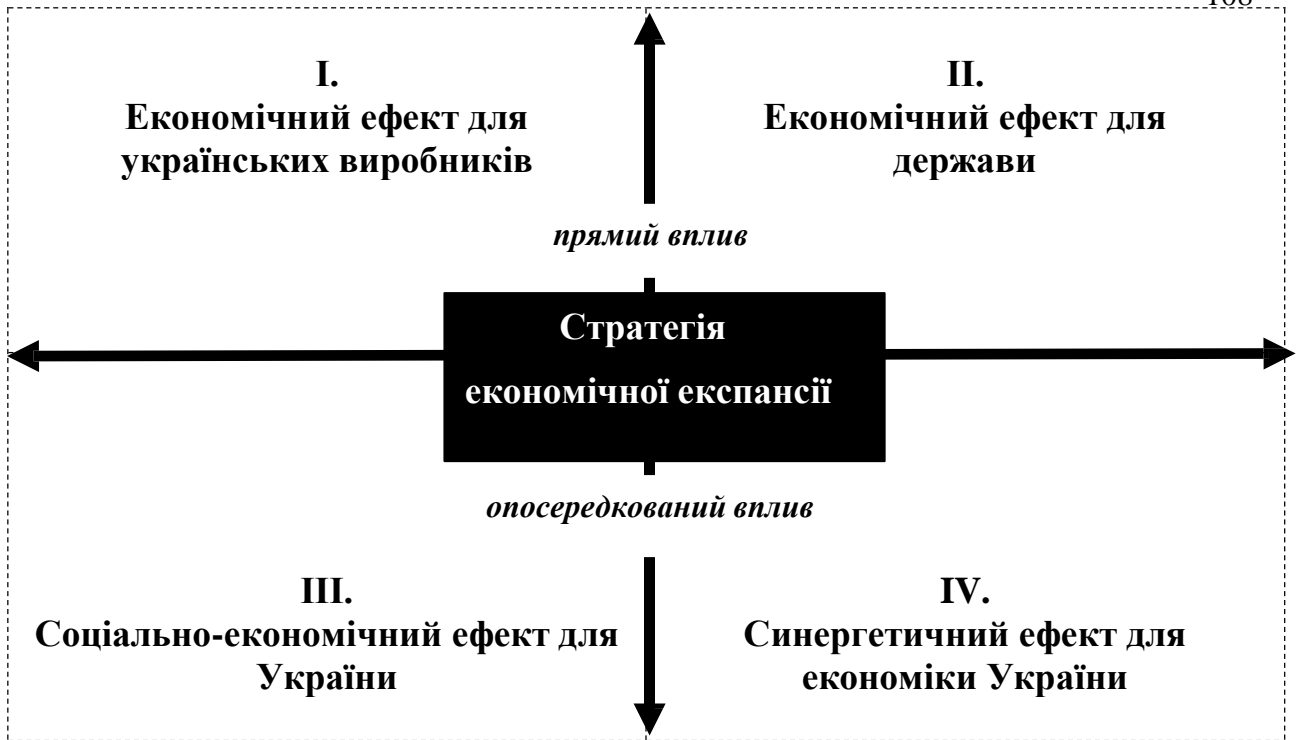 108
I.
Економічний ефект для
українських виробників
II.
Економічний ефект для
держави
прямий вплив
Стратегія
економічної експансії
опосередкований вплив
III.
Соціально-економічний ефект для
України
IV.
Синергетичний ефект для
економіки України